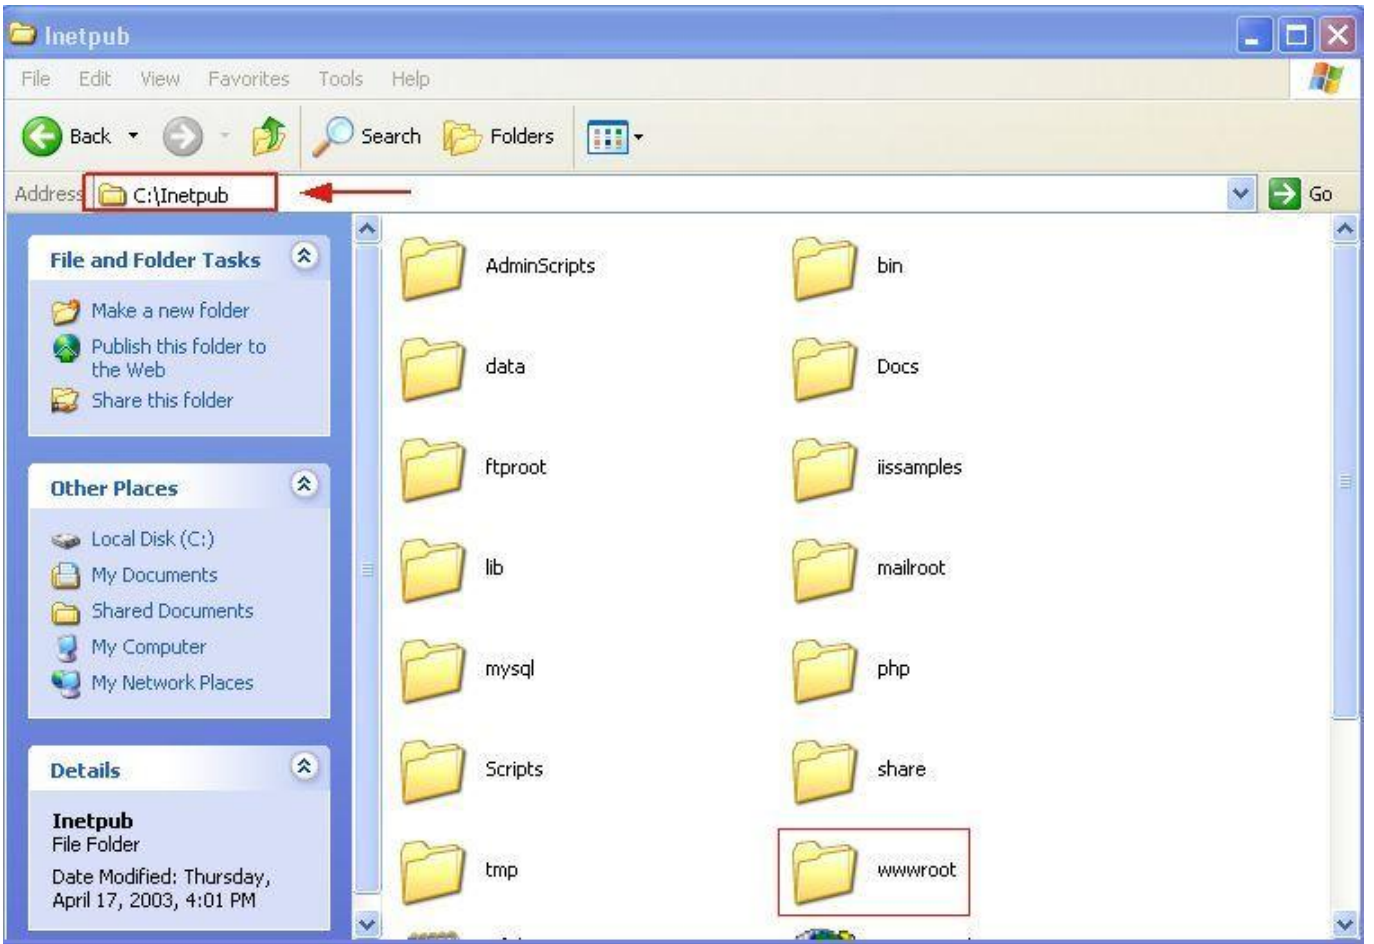 Inetpub
File Edit View Favorites Tools Help
Back Search Folders
Address C:\Inetpub Go
File and Folder Tasks
Make a new folder
Publish this folder to
the Web
Share this folder
Other Places
Local Disk (C:)
My Documents
Shared Documents
My Computer
My Network Places
Details
Inetpub
File Folder
Date Modified: Thursday,
April 17, 2003, 4:01 PM
AdminScripts bin
data Docs
ftproot iissamples
lib mailroot
mysql php
Scripts share
tmp wwwroot